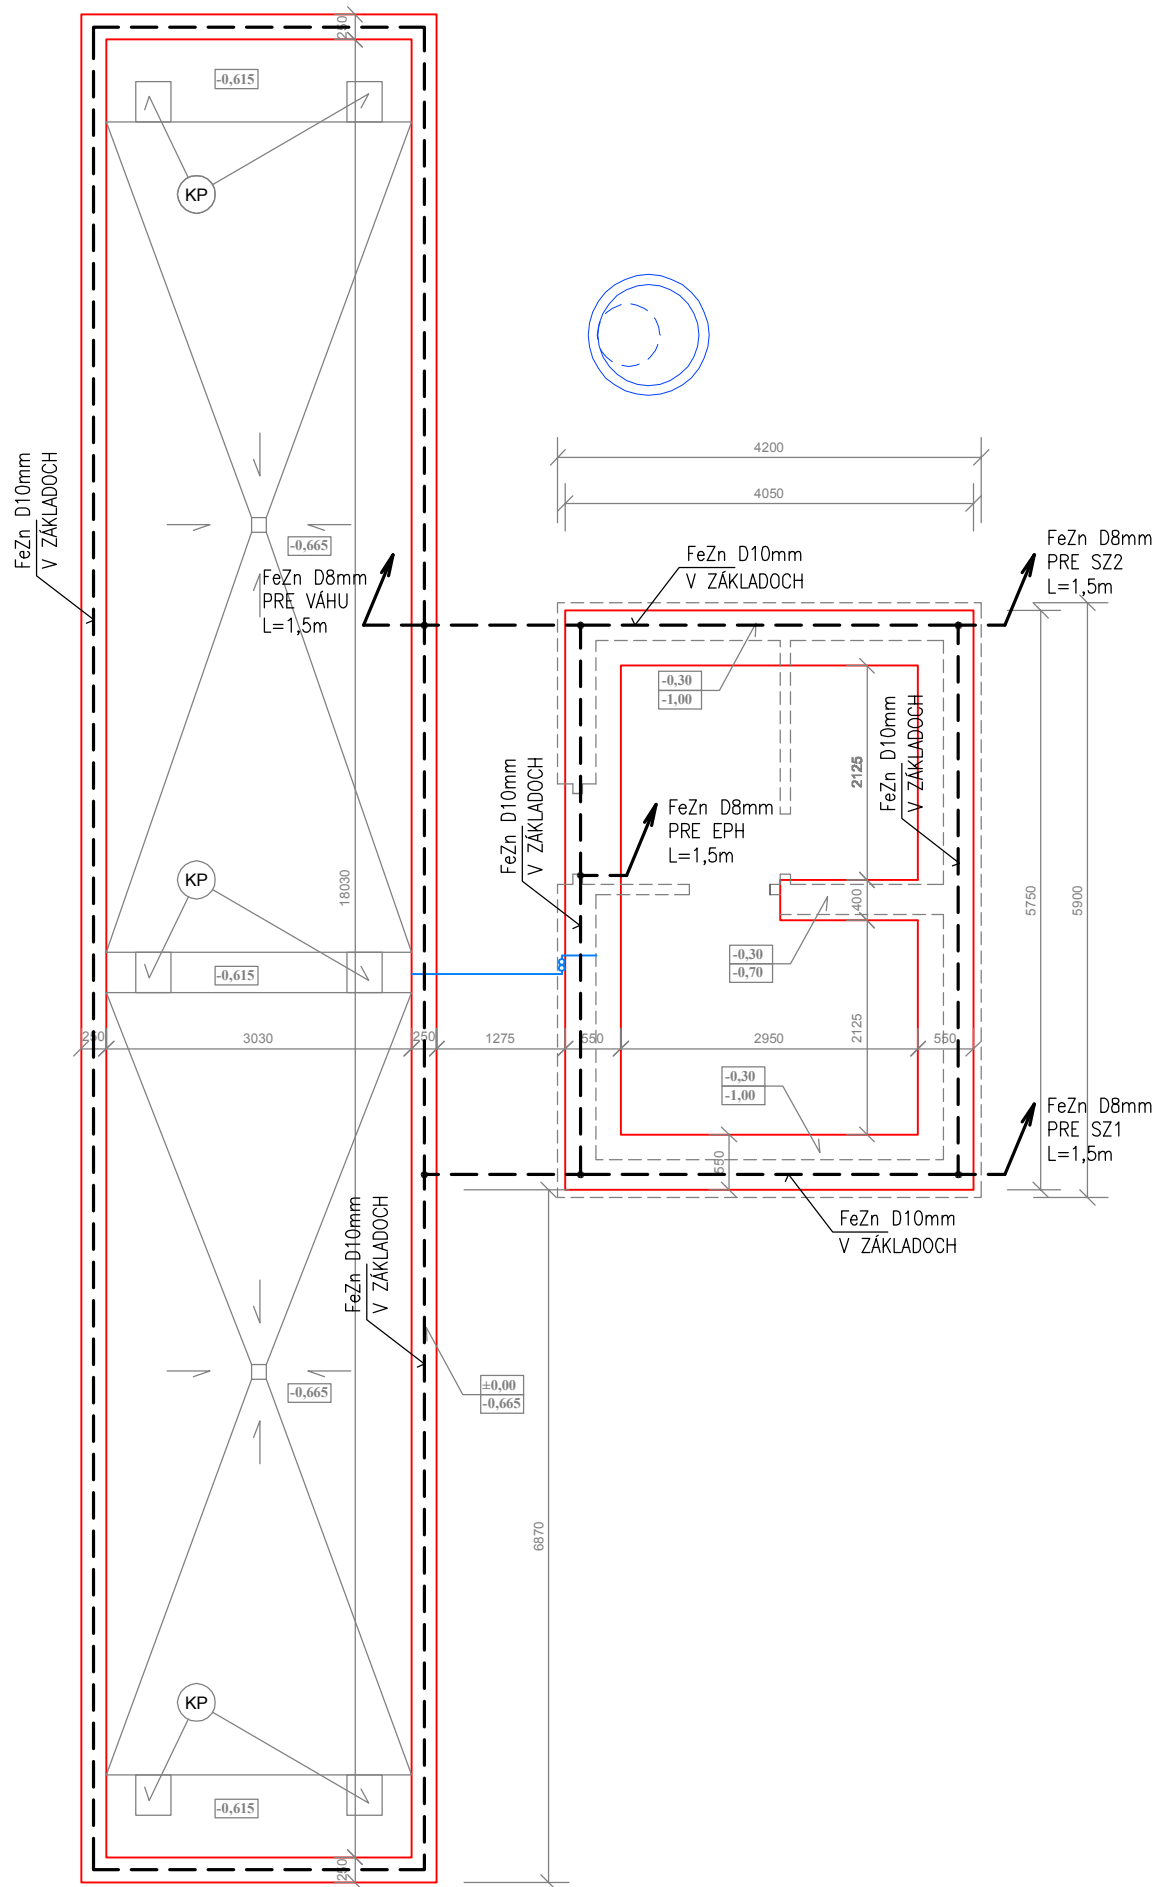 250
-0,615
KP
4200
4050
FeZn D10mm
V ZÁKLADOCH
-0,665
FeZn D8mm
PRE VÁHU
L=1,5m
FeZn D10mm
V ZÁKLADOCH
FeZn D8mm
PRE SZ2
L=1,5m
-0,30
-1,00
2125
FeZn D10mm
V ZÁKLADOCH
FeZn D10mm
V ZÁKLADOCH
FeZn D8mm
PRE EPH
L=1,5m
KP
18030
400
5750
5900
-0,615
-0,30
-0,70
250
3030
250
1275
550
2950
550
2125
-0,30
-1,00
FeZn D8mm
PRE SZ1
L=1,5m
550
FeZn D10mm
V ZÁKLADOCH
FeZn D10mm
V ZÁKLADOCH
-0,665
±0,00
-0,665
6870
KP
-0,615
250